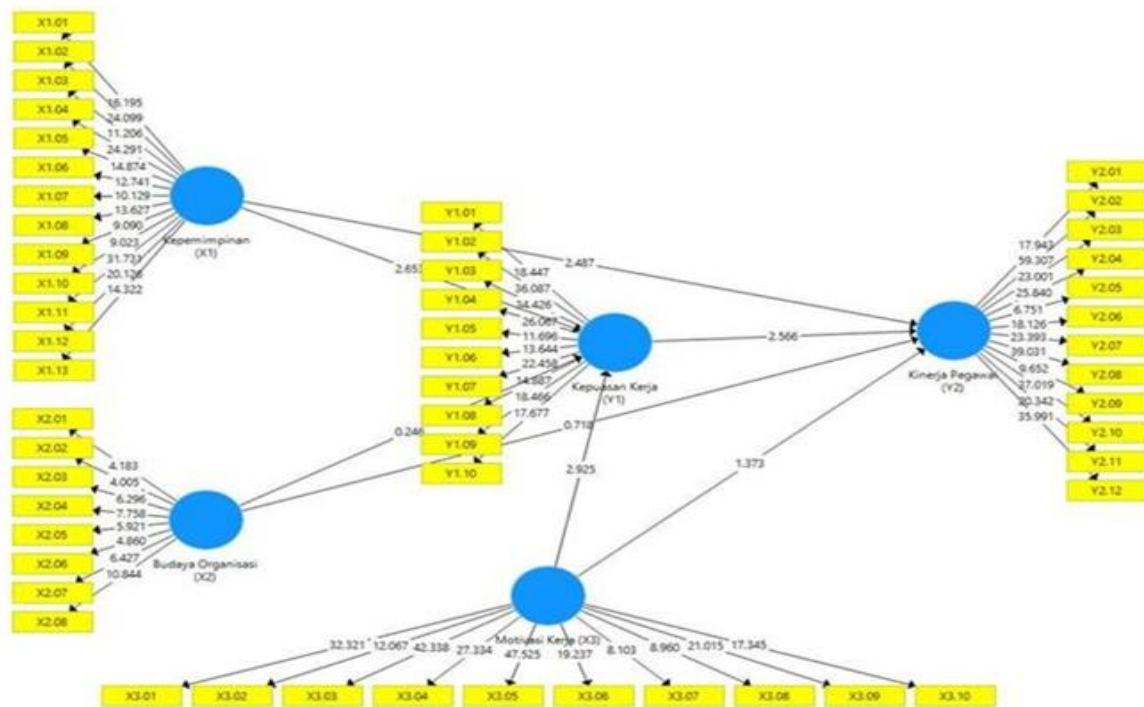 X1.01
X1.02
X1.03
X1.04
X1.05
X1.06
X1.07
X1.08
X1.09
X1.10
X1.11
X1.12
X1.13
16.195
24.099
11.206
24.291
14.874
12.741
10.129
13.627
9.090
9.023
31.733
20.126
14.322
Kepemimpinan
(X1)
2.487
Y1.01
Y1.02
Y1.03
Y1.04
Y1.05
Y1.06
Y1.07
Y1.08
Y1.09
Y1.10
18.447
36.087
34.426
26.067
11.696
13.644
22.458
14.887
18.466
17.677
Kepuasan Kerja
(Y1)
2.566
Y2.01
Y2.02
Y2.03
Y2.04
Y2.05
Y2.06
Y2.07
Y2.08
Y2.09
Y2.10
Y2.11
Y2.12
17.943
59.307
23.001
25.840
6.751
18.126
23.393
39.031
9.652
37.019
35.991
Kinerja Pegawai
(Y2)
X2.01
X2.02
X2.03
X2.04
X2.05
X2.06
X2.07
X2.08
4.183
4.005
6.296
7.758
5.921
4.860
6.427
10.844
Budaya Organisasi
(X2)
0.246
0.718
2.925
1.373
Motivasi Kerja (X3)
32.321
12.067
42.338
27.334
47.525
19.237
8.103
8.960
21.015
17.345
X3.01
X3.02
X3.03
X3.04
X3.05
X3.06
X3.07
X3.08
X3.09
X3.10